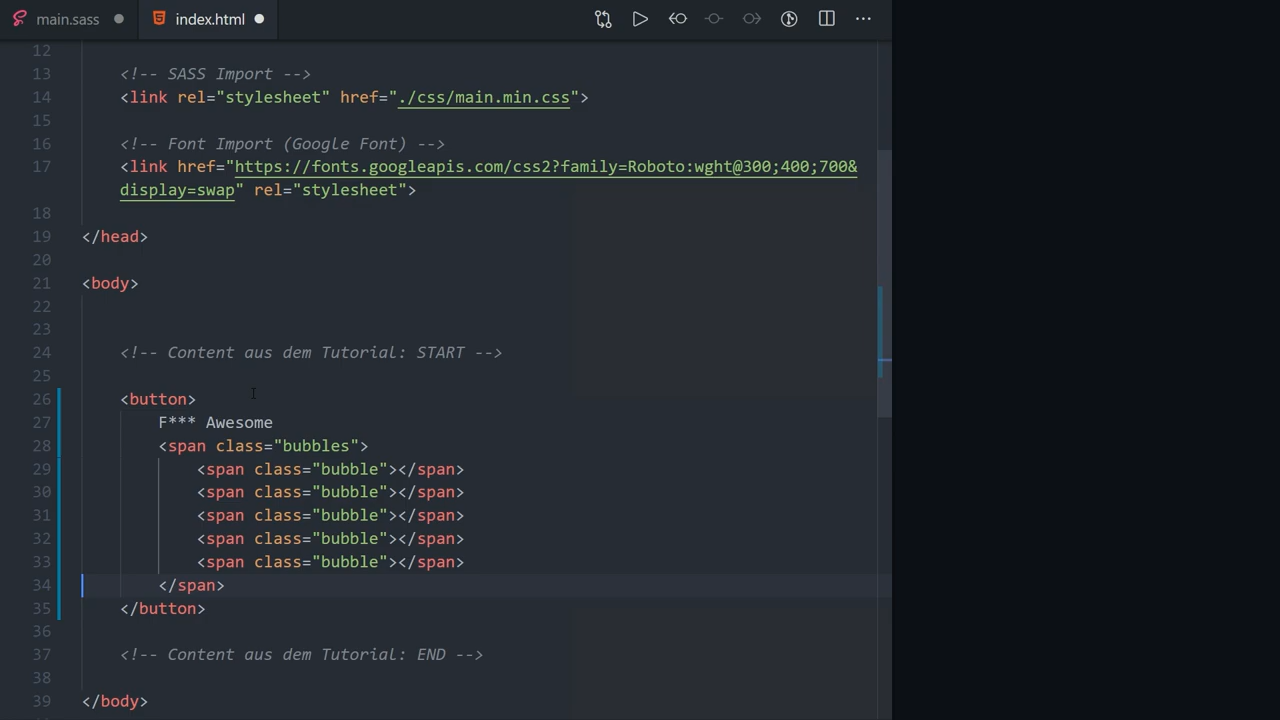 main.sass
index.html
12
13 <!-- SASS Import -->
14 <link rel="stylesheet" href="./css/main.min.css">
15
16 <!-- Font Import (Google Font) -->
17 <link href="https://fonts.googleapis.com/css2?family=Roboto:wght@300;400;700&
display=swap" rel="stylesheet">
18
19 </head>
20
21 <body>
22
23
24 <!-- Content aus dem Tutorial: START -->
25
26 <button>
27 F*** Awesome
28 <span class="bubbles">
29 <span class="bubble"></span>
30 <span class="bubble"></span>
31 <span class="bubble"></span>
32 <span class="bubble"></span>
33 <span class="bubble"></span>
34 </span>
35 </button>
36
37 <!-- Content aus dem Tutorial: END -->
38
39 </body>